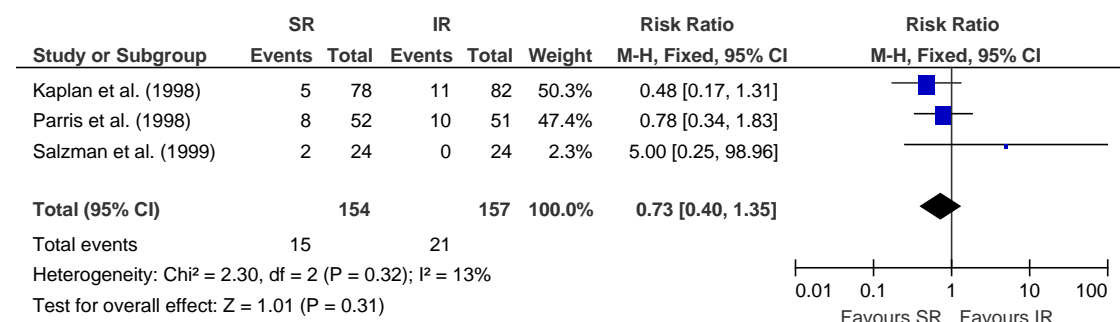 SR IR Risk Ratio Risk Ratio
Study or Subgroup Events Total Events Total Weight M-H, Fixed, 95% CI M-H, Fixed, 95% CI
Kaplan et al. (1998) 5 78 11 82 50.3% 0.48 [0.17, 1.31]
Parris et al. (1998) 8 52 10 51 47.4% 0.78 [0.34, 1.83]
Salzman et al. (1999) 2 24 0 24 2.3% 5.00 [0.25, 98.96]
Total (95% CI) 154 157 100.0% 0.73 [0.40, 1.35]
Total events 15 21
Heterogeneity: Chi² = 2.30, df = 2 (P = 0.32); I² = 13%
Test for overall effect: Z = 1.01 (P = 0.31)
0.01 0.1 1 10 100
Favours SR Favours IR